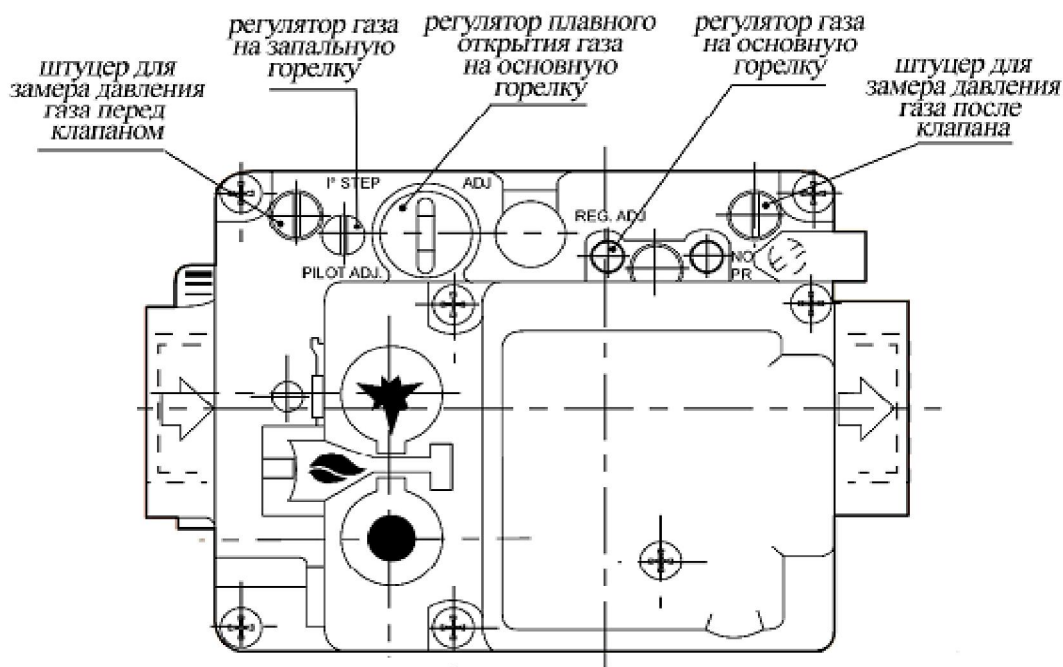 штуцер для
замера давления
газа перед
клапаном
регулятор газа
на запальную
горелку
регулятор плавного
открытия газа
на основную
горелку
регулятор газа
на основную
горелку
штуцер для
замера давления
газа после
клапана
I° STEP
ADJ
REG. ADJ
PILOT ADJ.
NO
PR